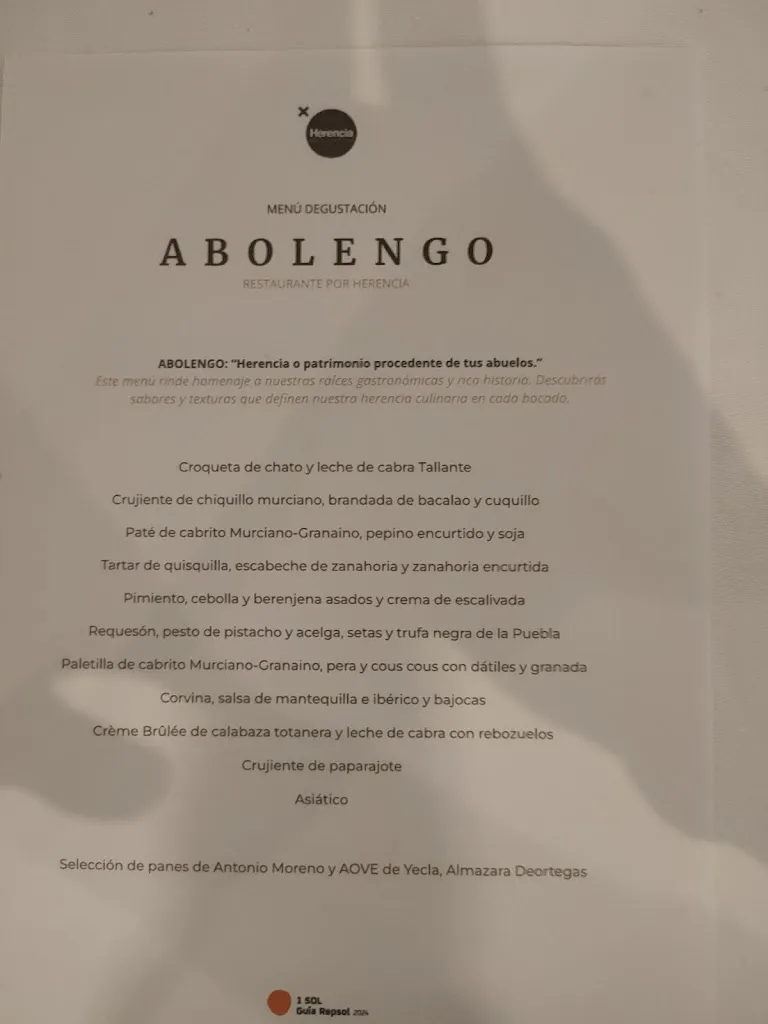 Herencia
MENÚ DEGUSTACIÓN
ABOLENGO
RESTAURANTE POR HERENCIA
ABOLENGO: “Herencia o patrimonio procedente de tus abuelos.”
Este menú rinde homenaje a nuestras raíces gastronómicas y rica historia. Descubrirás
sabores y texturas que definen nuestra herencia culinaria en cada bocado.
Croqueta de chato y leche de cabra Tallante
Crujiente de chiquillo murciano, brandada de bacalao y cuquillo
Paté de cabrito Murciano-Granaino, pepino encurtido y soja
Tartar de quisquilla, escabeche de zanahoria y zanahoria encurtida
Pimiento, cebolla y berenjena asados y crema de escalivada
Requesón, pesto de pistacho y acelga, setas y trufa negra de la Puebla
Paletilla de cabrito Murciano-Granaino, pera y cous cous con dátiles y granada
Corvina, salsa de mantequilla e ibérico y bajocas
Crème Brûlée de calabaza totanera y leche de cabra con rebozuelos
Crujiente de paparajote
Asiático
Selección de panes de Antonio Moreno y AOVE de Yecla, Almazara Deortegas
1 SOL
Guía Repsol 2024